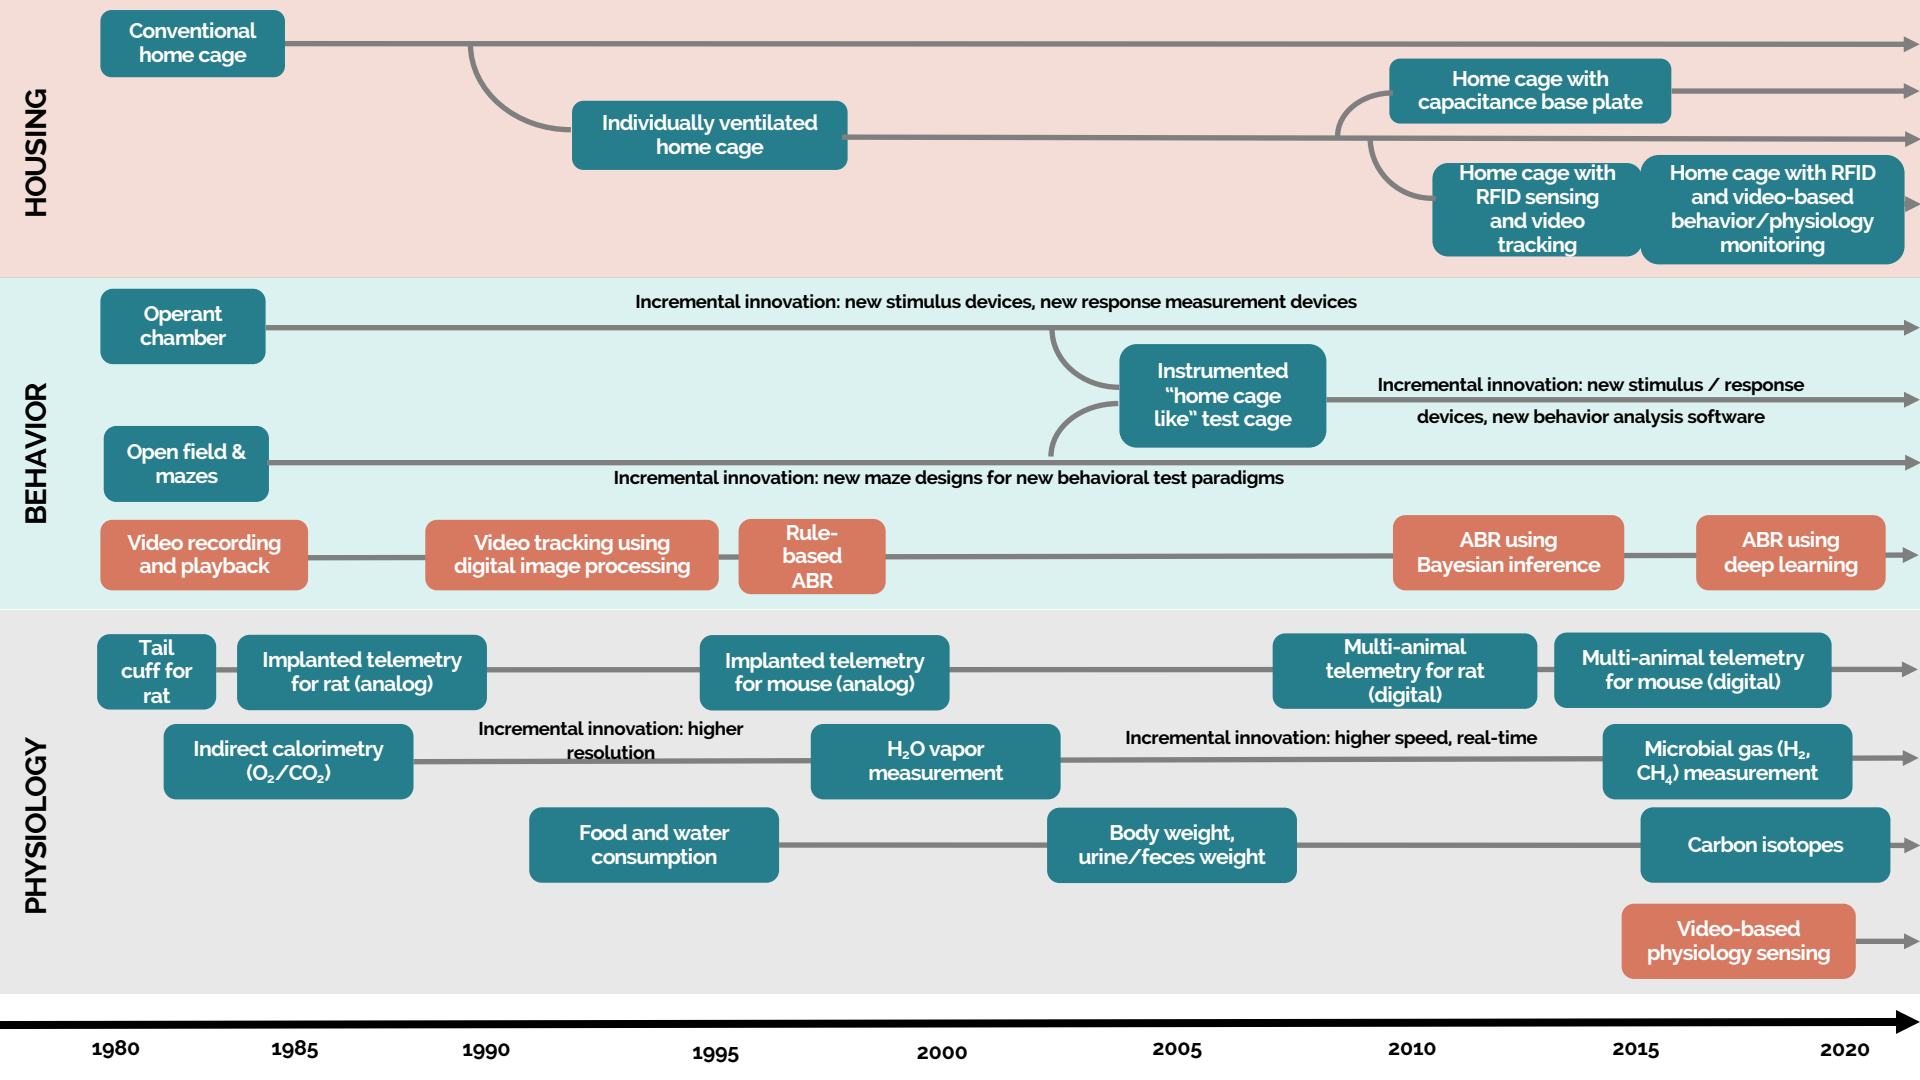 HOUSING
Conventional
home cage
Individually ventilated
home cage
Home cage with
capacitance base plate
Home cage with
RFID sensing
and video
tracking
Home cage with RFID
and video-based
behavior/physiology
monitoring
BEHAVIOR
Operant
chamber
Incremental innovation: new stimulus devices, new response measurement devices
Instrumented
"home cage
like" test cage
Incremental innovation: new stimulus / response
devices, new behavior analysis software
Open field &
mazes
Incremental innovation: new maze designs for new behavioral test paradigms
Video recording
and playback
Video tracking using
digital image processing
Rule-
based
ABR
ABR using
Bayesian inference
ABR using
deep learning
PHYSIOLOGY
Tail
cuff for
rat
Implanted telemetry
for rat (analog)
Implanted telemetry
for mouse (analog)
Multi-animal
telemetry for rat
(digital)
Multi-animal telemetry
for mouse (digital)
Indirect calorimetry
(O₂/CO₂)
Incremental innovation: higher
resolution
H₂O vapor
measurement
Incremental innovation: higher speed, real-time
Microbial gas (H₂,
CH₄) measurement
Food and water
consumption
Body weight,
urine/feces weight
Carbon isotopes
Video-based
physiology sensing
1980 1985 1990 1995 2000 2005 2010 2015 2020